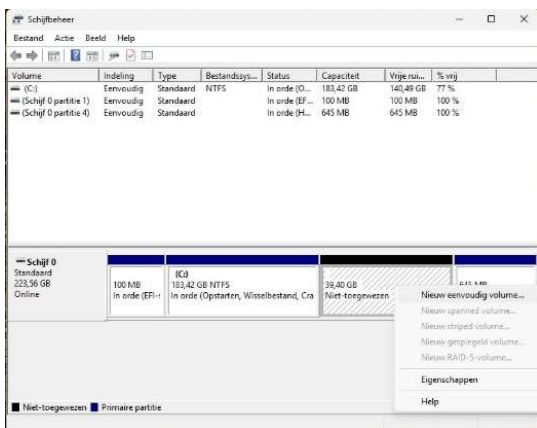 Schijfbeheer
Bestand Actie Beeld Help
Volume Indeling Type Bestandssys... Status Capaciteit Vrije rui... % vrij
(C:) Eenvoudig Standaard NTFS In orde (O... 183,42 GB 140,49 GB 77 %
(Schijf 0 partitie 1) Eenvoudig Standaard In orde (EF... 100 MB 100 MB 100 %
(Schijf 0 partitie 4) Eenvoudig Standaard In orde (H... 645 MB 645 MB 100 %
Schijf 0
Standaard
223,56 GB
Online
100 MB
In orde (EFI-s
(C:)
183,42 GB NTFS
In orde (Opstarten, Wisselbestand, Cra
39,40 GB
Niet-toegewezen
645 MB
Nieuw eenvoudig volume...
Nieuw spanned volume...
Nieuw striped volume...
Nieuw gespiegeld volume...
Nieuw RAID-5-volume...
Eigenschappen
Help
Niet-toegewezen Primaire partitie